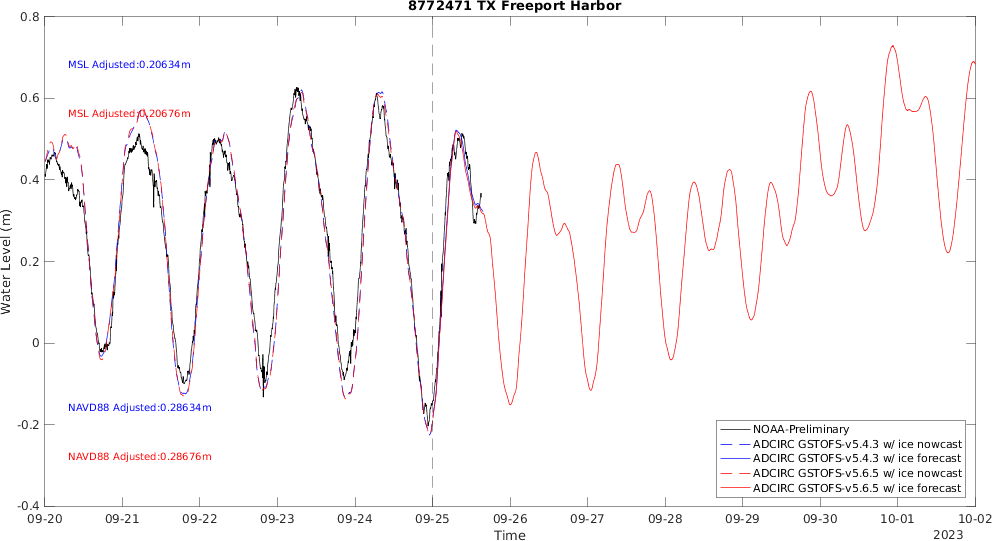 8772471 TX Freeport Harbor
0.8
0.6
0.4
0.2
0
-0.2
-0.4
Water Level (m)
MSL Adjusted:0.20634m
MSL Adjusted:0.20676m
NAVD88 Adjusted:0.28634m
NAVD88 Adjusted:0.28676m
NOAA-Preliminary
ADCIRC GSTOFS-v5.4.3 w/ ice nowcast
ADCIRC GSTOFS-v5.4.3 w/ ice forecast
ADCIRC GSTOFS-v5.6.5 w/ ice nowcast
ADCIRC GSTOFS-v5.6.5 w/ ice forecast
09-20 09-21 09-22 09-23 09-24 09-25 09-26 09-27 09-28 09-29 09-30 10-01 10-02
Time
2023